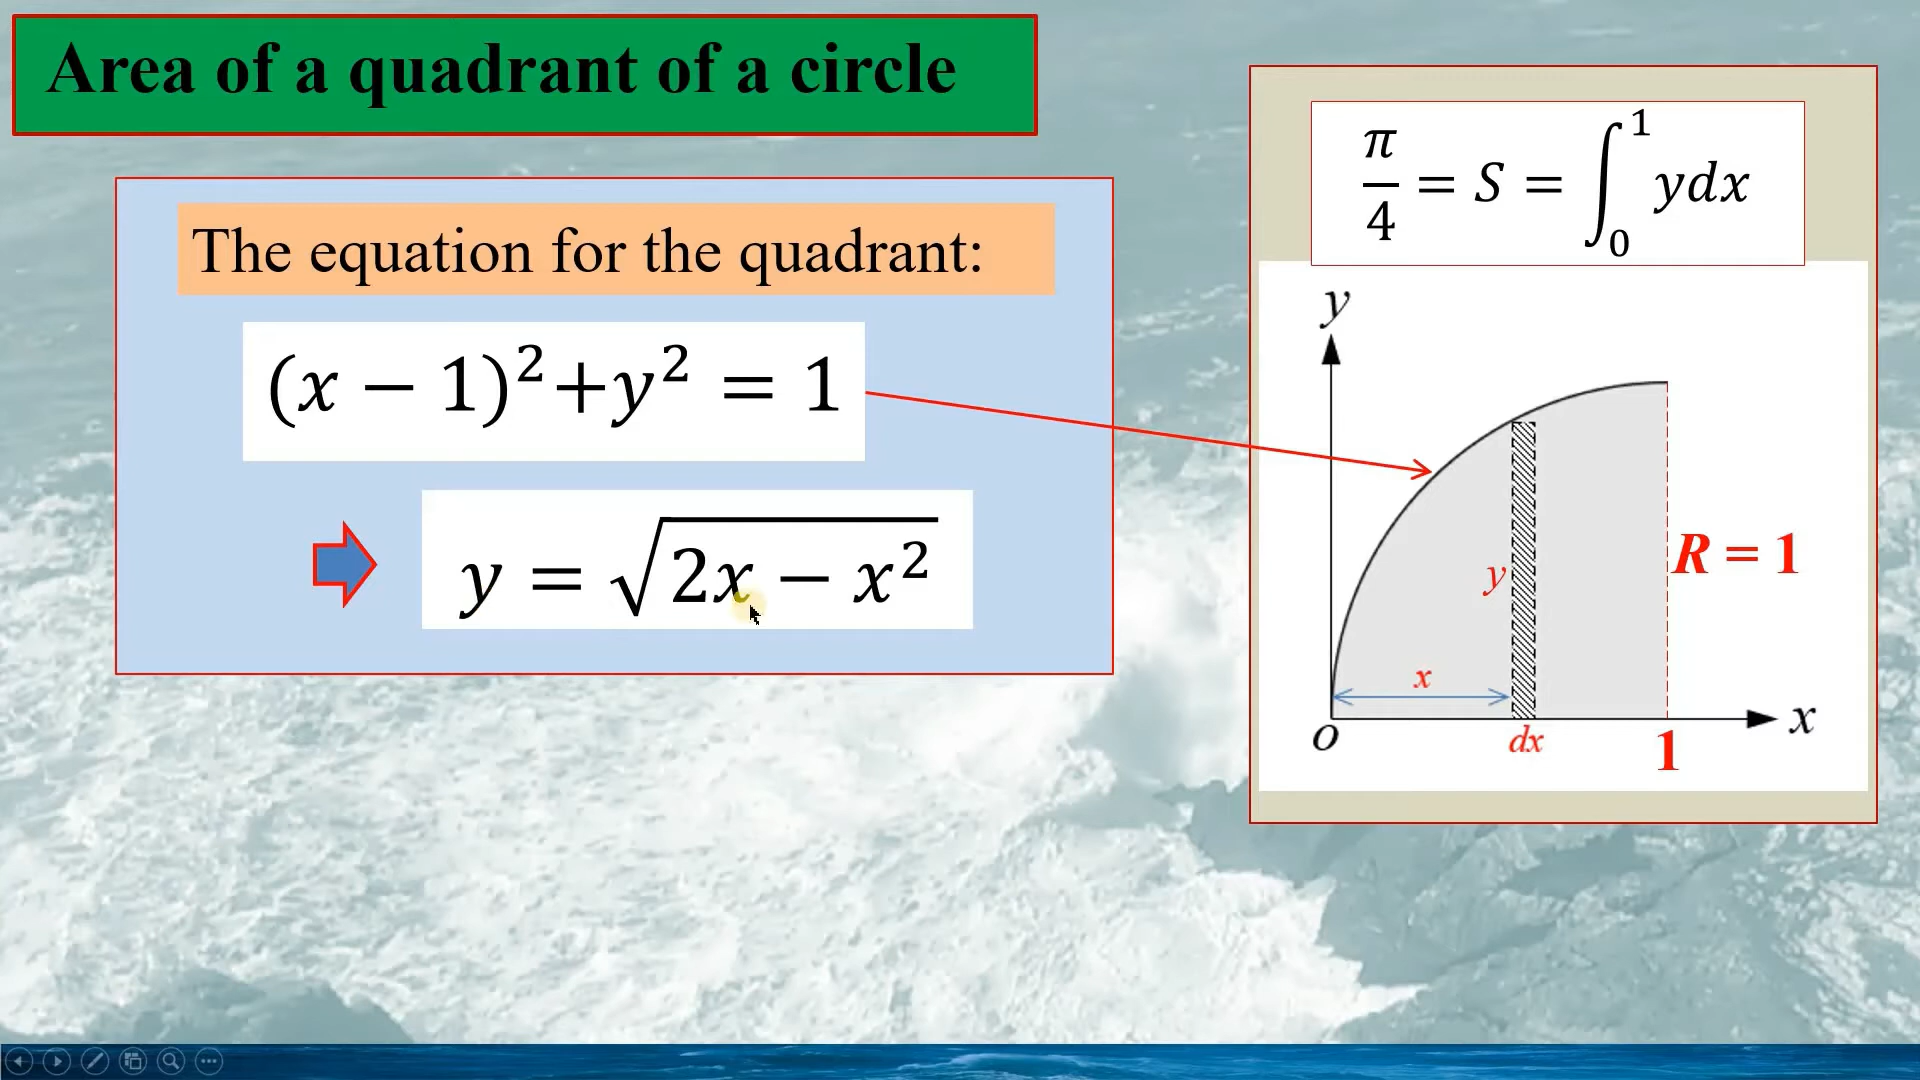 Area of a quadrant of a circle
The equation for the quadrant:
(x − 1)²+y² = 1
y = √(2x − x²)
π/4 = S = ∫₀¹ ydx
y
R = 1
y
x
O
dx
1
x